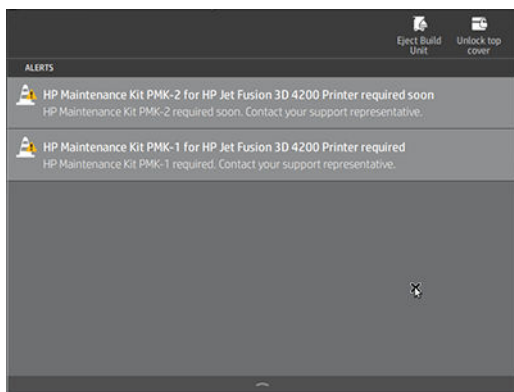 Eject Build
Unit
Unlock top
cover
ALERTS
HP Maintenance Kit PMK-2 for HP Jet Fusion 3D 4200 Printer required soon
HP Maintenance Kit PMK-2 required soon. Contact your support representative.
HP Maintenance Kit PMK-1 for HP Jet Fusion 3D 4200 Printer required
HP Maintenance Kit PMK-1 required. Contact your support representative.